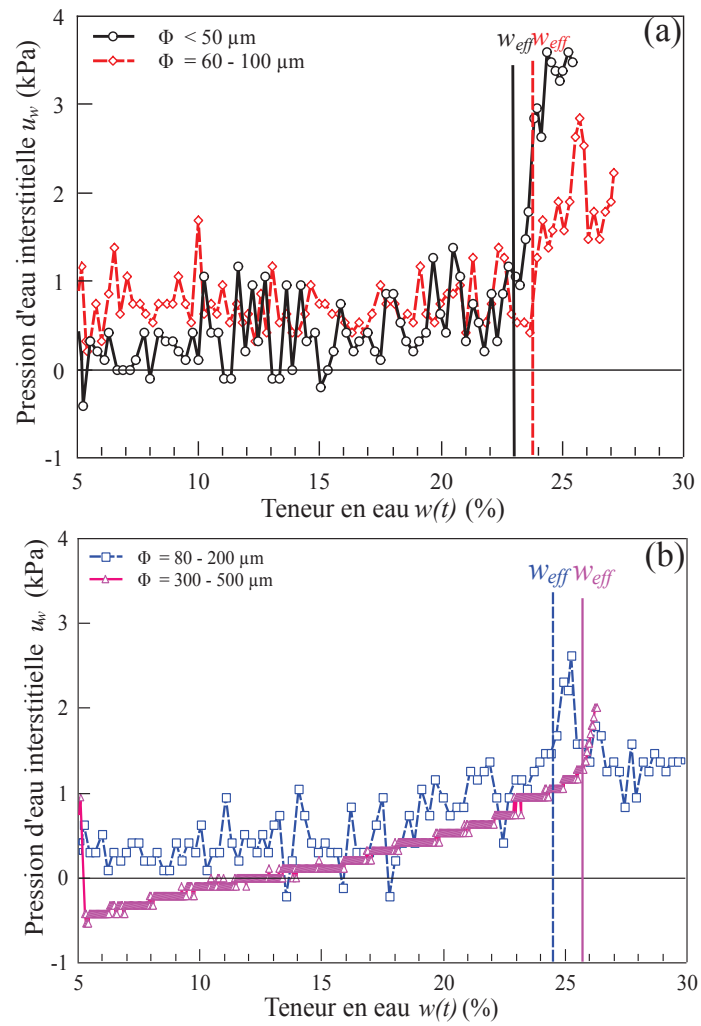 4
3
2
1
0
-1
Pression d'eau interstitielle u_w (kPa)
Φ < 50 µm
Φ = 60 - 100 µm
w_eff w_eff
(a)
5 10 15 20 25 30
Teneur en eau w(t) (%)
4
3
2
1
0
-1
Pression d'eau interstitielle u_w (kPa)
Φ = 80 - 200 µm
Φ = 300 - 500 µm
w_eff w_eff
(b)
5 10 15 20 25 30
Teneur en eau w(t) (%)